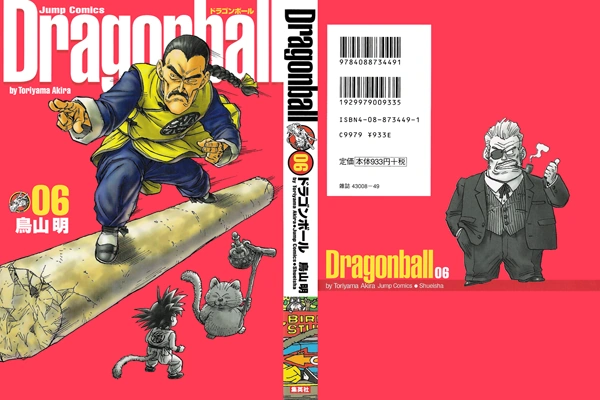 Jump Comics
ドラゴンボール
Dragonball
by Toriyama Akira
06
鳥山 明
Dragonball
06
ドラゴンボール 鳥山 明
by Toriyama Akira●Jump Comics●Shueisha
BIRD
STU
集英社
9784088734491
1929979009335
ISBN4-08-873449-1
C9979 ¥933E
定価 本体933円+税
雑誌 43008-49
Dragonball 06
by Toriyama Akira Jump Comics ● Shueisha